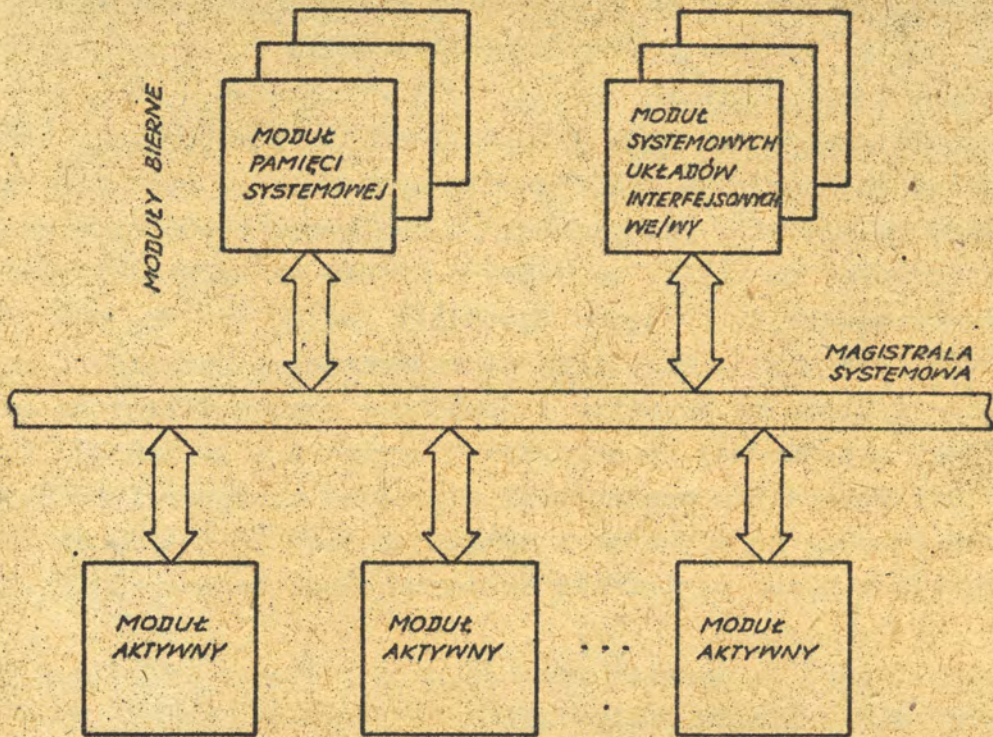 MODUŁY BIERNE
MODUŁ
PAMIĘCI
SYSTEMOWEJ
MODUŁ
SYSTEMOWYCH
UKŁADÓW
INTERFEJSOWYCH
WE/WY
MAGISTRALA
SYSTEMOWA
MODUŁ
AKTYWNY
MODUŁ
AKTYWNY
...
MODUŁ
AKTYWNY